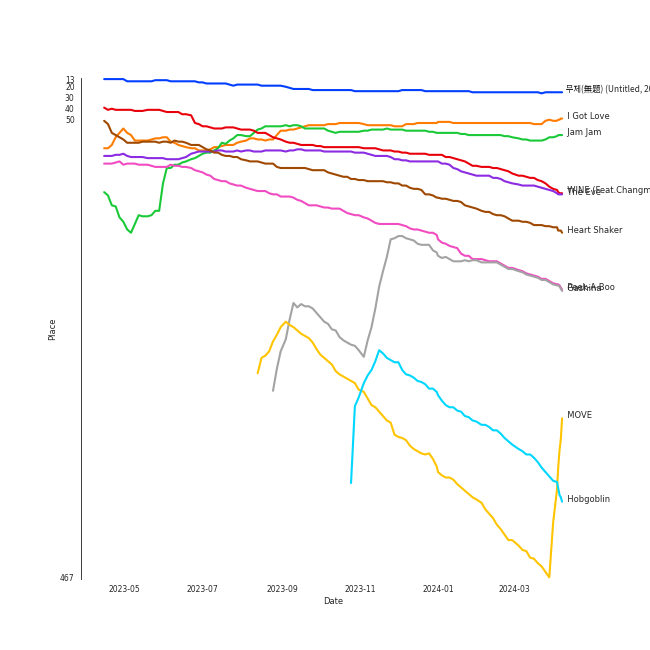 13
20
30
40
50
467
Place
2023-05
2023-07
2023-09
2023-11
2024-01
2024-03
Date
무제(無題) (Untitled, 20
I Got Love
Jam Jam
WINE (Feat.Changm
The Eve
Heart Shaker
Peek-A-Boo
Gashina
MOVE
Hobgoblin